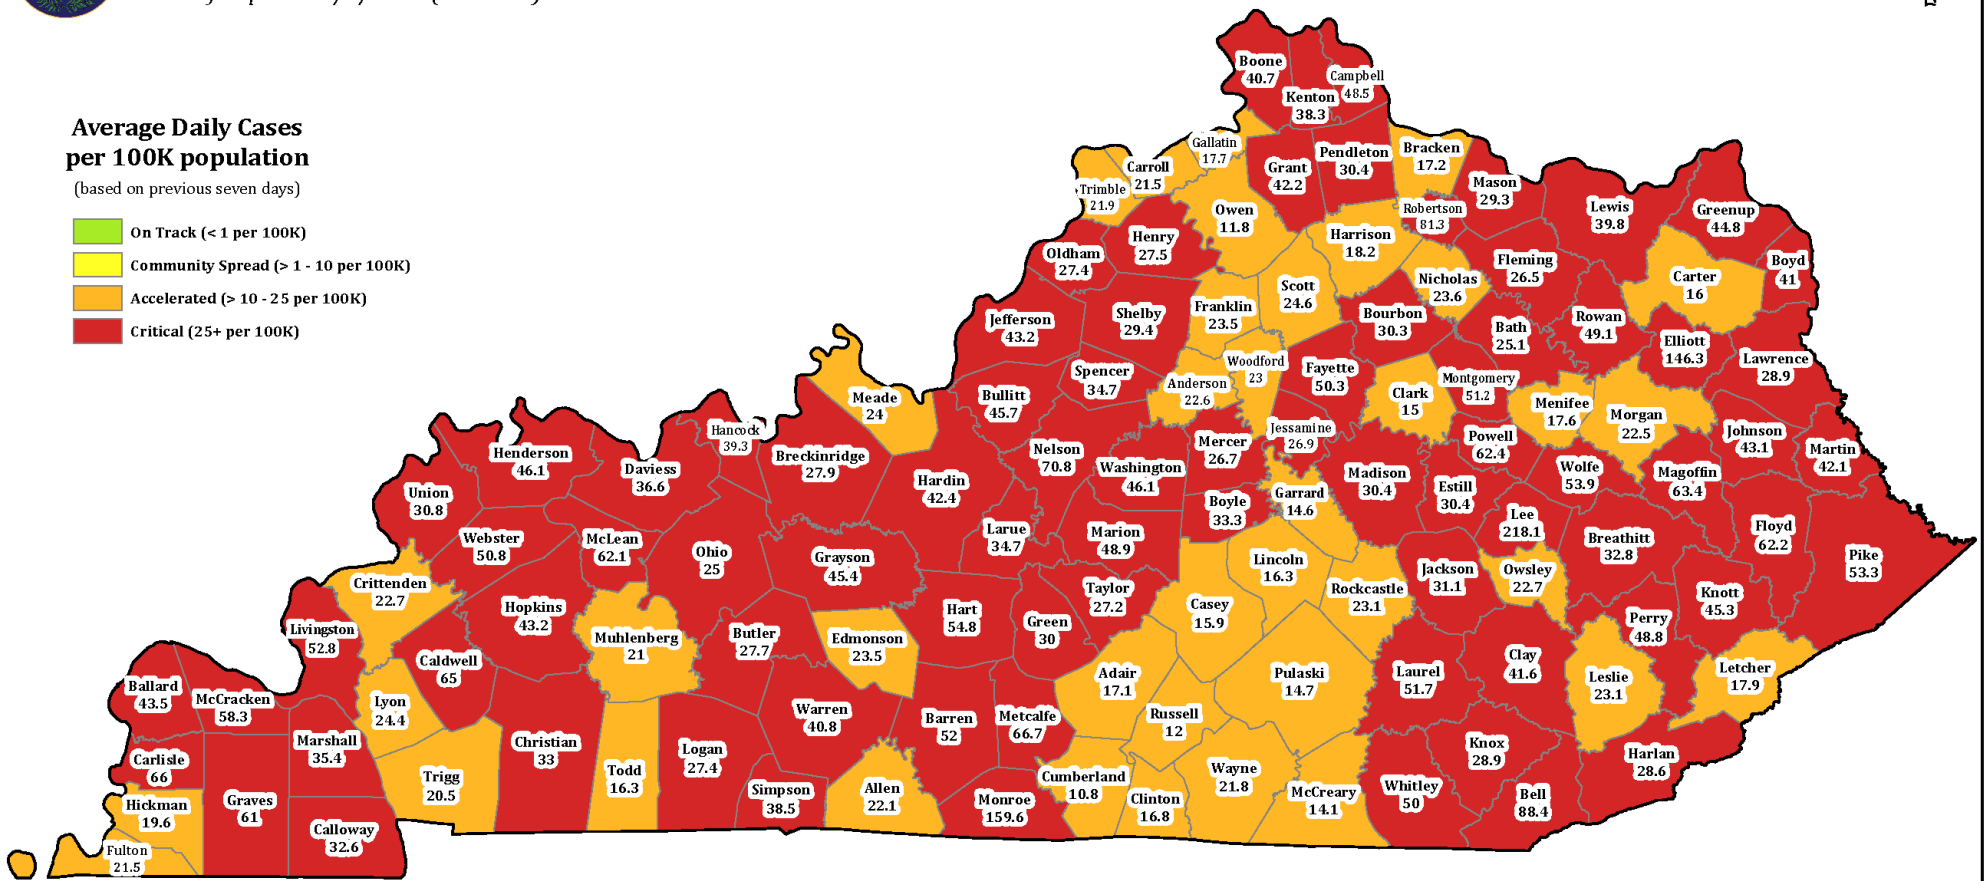 Average Daily Cases
per 100K population
(based on previous seven days)
On Track (< 1 per 100K)
Community Spread (> 1 - 10 per 100K)
Accelerated (> 10 - 25 per 100K)
Critical (25+ per 100K)
Boone
40.7
Campbell
48.5
Kenton
38.3
Gallatin
17.7
Carroll
21.5
Trimble
21.9
Grant
42.2
Pendleton
30.4
Bracken
17.2
Mason
29.3
Robertson
81.3
Lewis
39.8
Greenup
44.8
Owen
11.8
Henry
27.5
Oldham
27.4
Harrison
18.2
Fleming
26.5
Carter
16
Boyd
41
Nicholas
23.6
Scott
24.6
Franklin
23.5
Shelby
29.4
Jefferson
43.2
Bourbon
30.3
Bath
25.1
Rowan
49.1
Elliott
146.3
Lawrence
28.9
Spencer
34.7
Anderson
22.6
Woodford
23
Fayette
50.3
Clark
15
Montgomery
51.2
Menifee
17.6
Morgan
22.5
Johnson
43.1
Martin
42.1
Meade
24
Bullitt
45.7
Hancock
39.3
Breckinridge
27.9
Henderson
46.1
Daviess
36.6
Union
30.8
Hardin
42.4
Nelson
70.8
Washington
46.1
Mercer
26.7
Jessamine
26.9
Madison
30.4
Estill
30.4
Powell
62.4
Wolfe
53.9
Magoffin
63.4
Boyle
33.3
Garrard
14.6
Lee
218.1
Breathitt
32.8
Floyd
62.2
Pike
53.3
Webster
50.8
McLean
62.1
Ohio
25
Grayson
45.4
Larue
34.7
Marion
48.9
Lincoln
16.3
Rockcastle
23.1
Jackson
31.1
Owsley
22.7
Knott
45.3
Perry
48.8
Crittenden
22.7
Hopkins
43.2
Livingston
52.8
Muhlenberg
21
Butler
27.7
Edmonson
23.5
Hart
54.8
Green
30
Taylor
27.2
Casey
15.9
Caldwell
65
Lyon
24.4
Ballard
43.5
McCracken
58.3
Adair
17.1
Pulaski
14.7
Laurel
51.7
Clay
41.6
Leslie
23.1
Letcher
17.9
Warren
40.8
Barren
52
Metcalfe
66.7
Russell
12
Marshall
35.4
Christian
33
Logan
27.4
Carlisle
66
Trigg
20.5
Todd
16.3
Simpson
38.5
Allen
22.1
Monroe
159.6
Cumberland
10.8
Clinton
16.8
Wayne
21.8
McCreary
14.1
Whitley
50
Knox
28.9
Bell
88.4
Harlan
28.6
Hickman
19.6
Graves
61
Calloway
32.6
Fulton
21.5